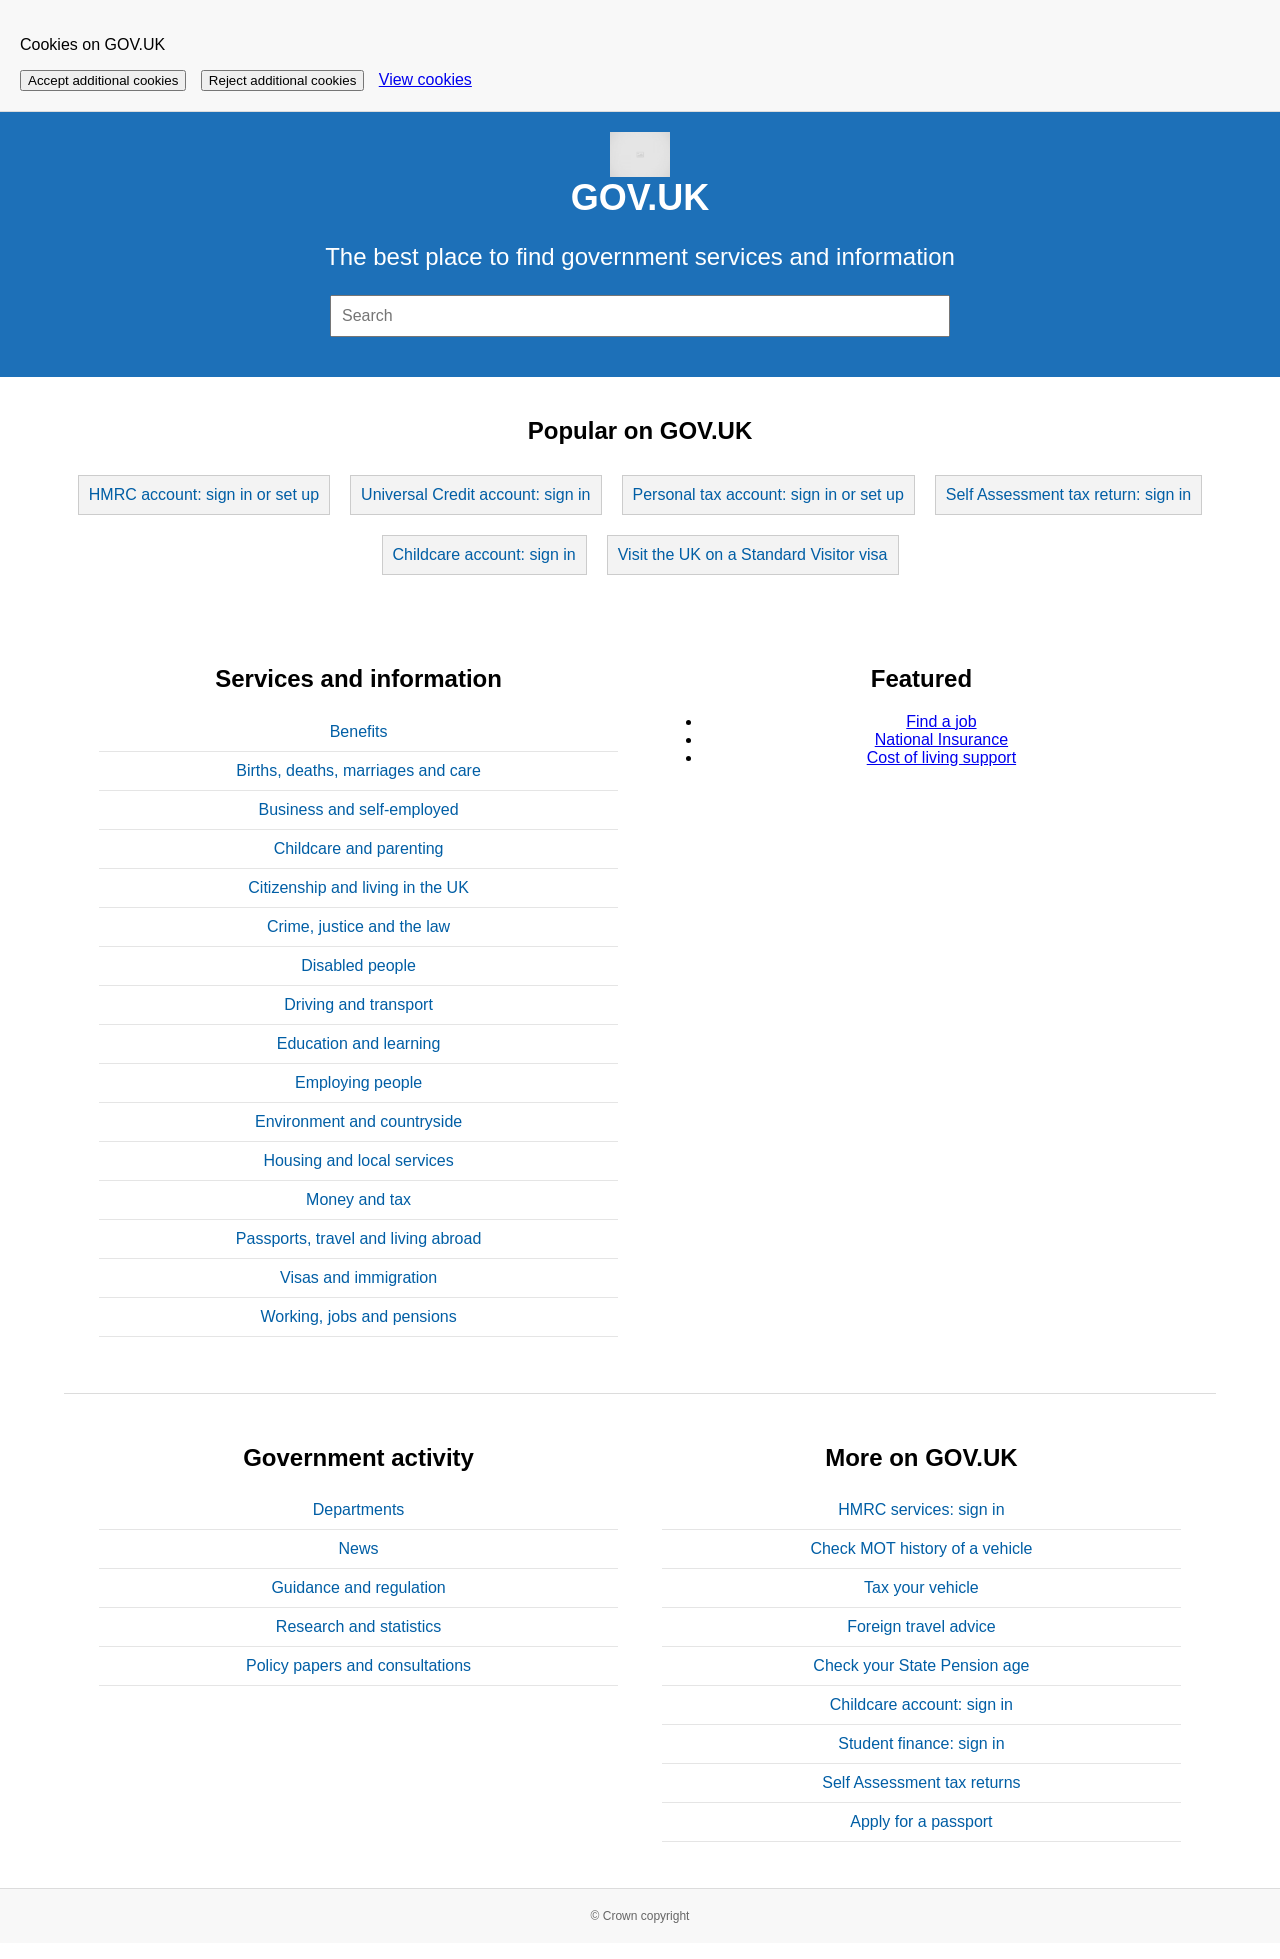 Cookies on GOV.UK
Accept additional cookies Reject additional cookies View cookies
GOV.UK
The best place to find government services and information
Search
Popular on GOV.UK
HMRC account: sign in or set up Universal Credit account: sign in Personal tax account: sign in or set up Self Assessment tax return: sign in
Childcare account: sign in Visit the UK on a Standard Visitor visa
Services and information
Benefits
Births, deaths, marriages and care
Business and self-employed
Childcare and parenting
Citizenship and living in the UK
Crime, justice and the law
Disabled people
Driving and transport
Education and learning
Employing people
Environment and countryside
Housing and local services
Money and tax
Passports, travel and living abroad
Visas and immigration
Working, jobs and pensions
Featured
Find a job
National Insurance
Cost of living support
Government activity
Departments
News
Guidance and regulation
Research and statistics
Policy papers and consultations
More on GOV.UK
HMRC services: sign in
Check MOT history of a vehicle
Tax your vehicle
Foreign travel advice
Check your State Pension age
Childcare account: sign in
Student finance: sign in
Self Assessment tax returns
Apply for a passport
© Crown copyright